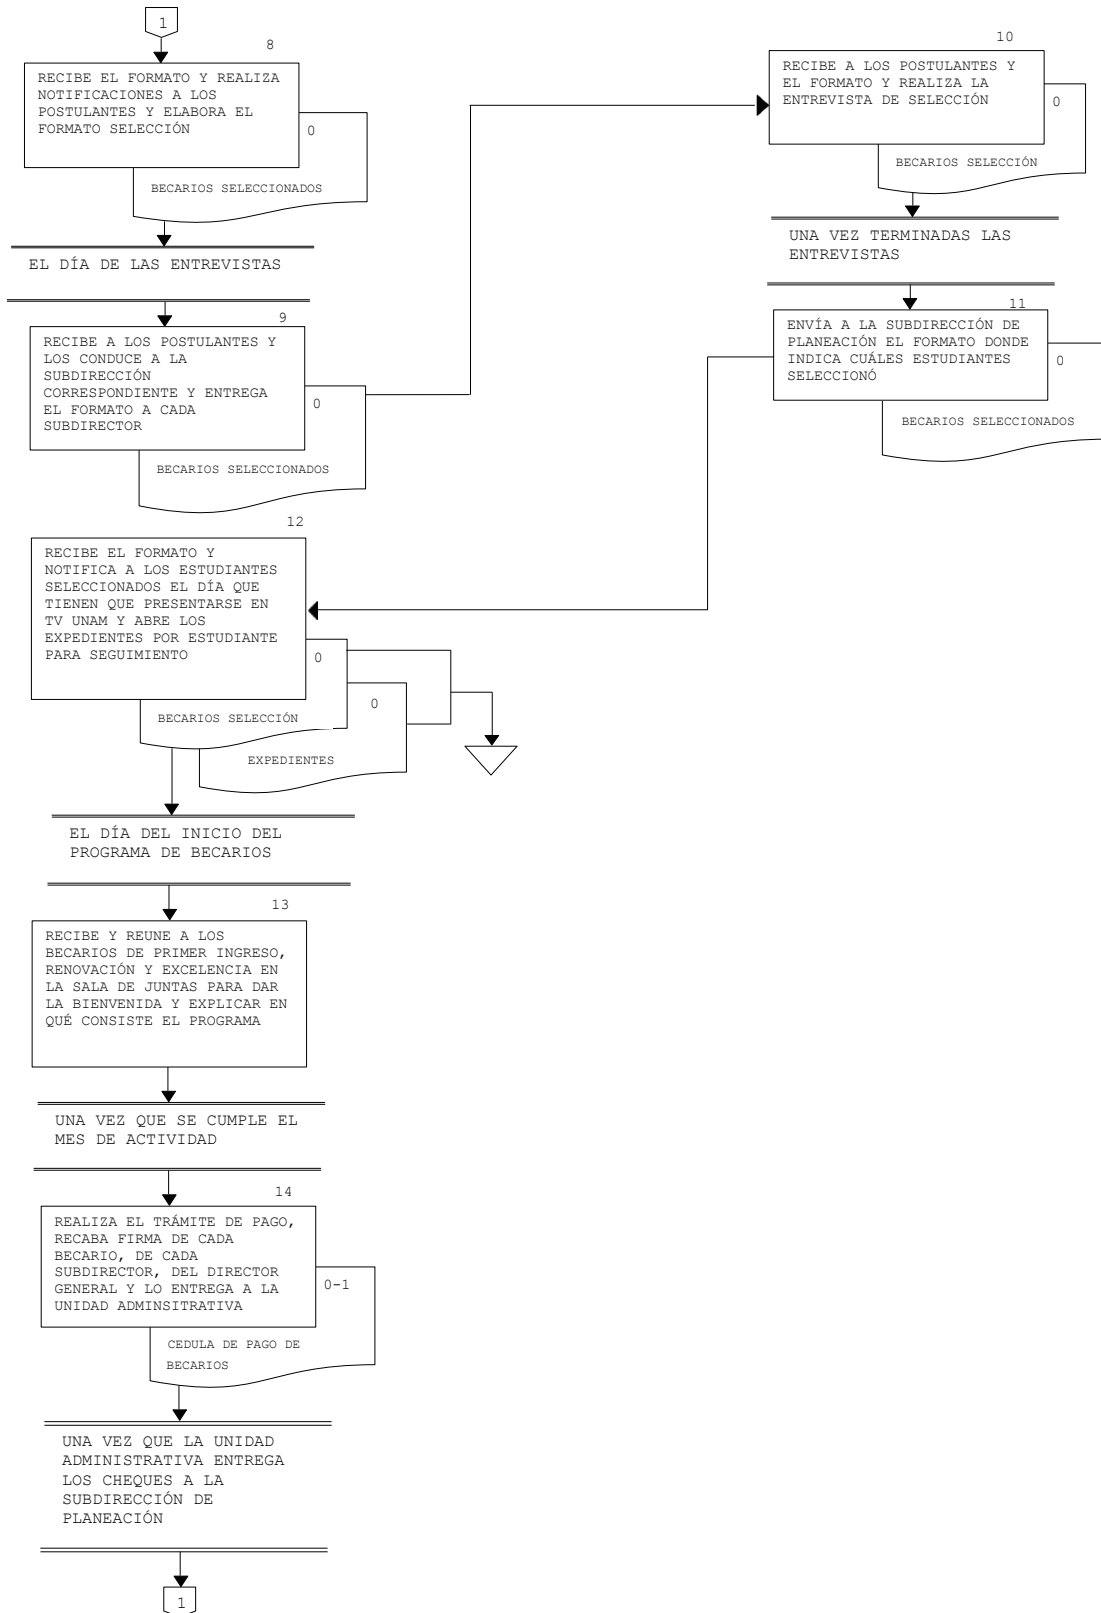 1
8
RECIBE EL FORMATO Y REALIZA
NOTIFICACIONES A LOS
POSTULANTES Y ELABORA EL
FORMATO SELECCIÓN
0
BECARIOS SELECCIONADOS
EL DÍA DE LAS ENTREVISTAS
9
RECIBE A LOS POSTULANTES Y
LOS CONDUCE A LA
SUBDIRECCIÓN
CORRESPONDIENTE Y ENTREGA
EL FORMATO A CADA
SUBDIRECTOR
0
BECARIOS SELECCIONADOS
10
RECIBE A LOS POSTULANTES Y
EL FORMATO Y REALIZA LA
ENTREVISTA DE SELECCIÓN
0
BECARIOS SELECCIÓN
UNA VEZ TERMINADAS LAS
ENTREVISTAS
11
ENVÍA A LA SUBDIRECCIÓN DE
PLANEACIÓN EL FORMATO DONDE
INDICA CUÁLES ESTUDIANTES
SELECCIONÓ
0
BECARIOS SELECCIONADOS
12
RECIBE EL FORMATO Y
NOTIFICA A LOS ESTUDIANTES
SELECCIONADOS EL DÍA QUE
TIENEN QUE PRESENTARSE EN
TV UNAM Y ABRE LOS
EXPEDIENTES POR ESTUDIANTE
PARA SEGUIMIENTO
0
BECARIOS SELECCIÓN
0
EXPEDIENTES
EL DÍA DEL INICIO DEL
PROGRAMA DE BECARIOS
13
RECIBE Y REUNE A LOS
BECARIOS DE PRIMER INGRESO,
RENOVACIÓN Y EXCELENCIA EN
LA SALA DE JUNTAS PARA DAR
LA BIENVENIDA Y EXPLICAR EN
QUÉ CONSISTE EL PROGRAMA
UNA VEZ QUE SE CUMPLE EL
MES DE ACTIVIDAD
14
REALIZA EL TRÁMITE DE PAGO,
RECABA FIRMA DE CADA
BECARIO, DE CADA
SUBDIRECTOR, DEL DIRECTOR
GENERAL Y LO ENTREGA A LA
UNIDAD ADMINSITRATIVA
0-1
CEDULA DE PAGO DE
BECARIOS
UNA VEZ QUE LA UNIDAD
ADMINISTRATIVA ENTREGA
LOS CHEQUES A LA
SUBDIRECCIÓN DE
PLANEACIÓN
1